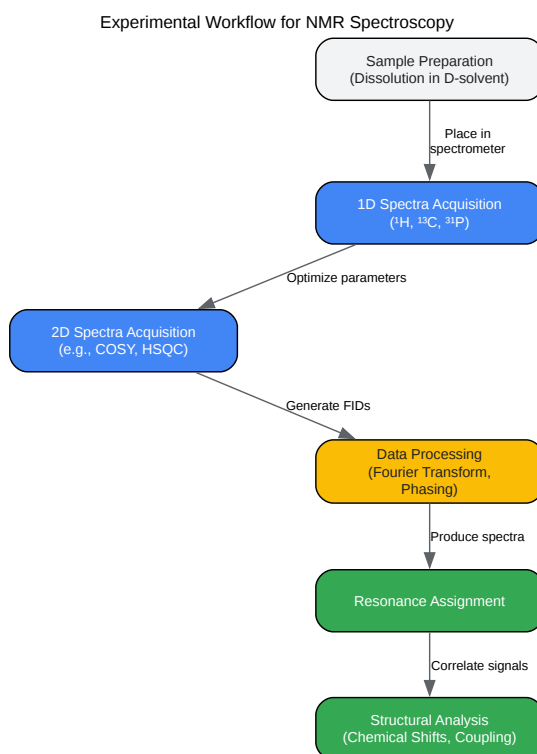 Experimental Workflow for NMR Spectroscopy
Sample Preparation
(Dissolution in D-solvent)
Place in
spectrometer
1D Spectra Acquisition
(¹H, ¹³C, ³¹P)
Optimize parameters
2D Spectra Acquisition
(e.g., COSY, HSQC)
Generate FIDs
Data Processing
(Fourier Transform,
Phasing)
Produce spectra
Resonance Assignment
Correlate signals
Structural Analysis
(Chemical Shifts, Coupling)